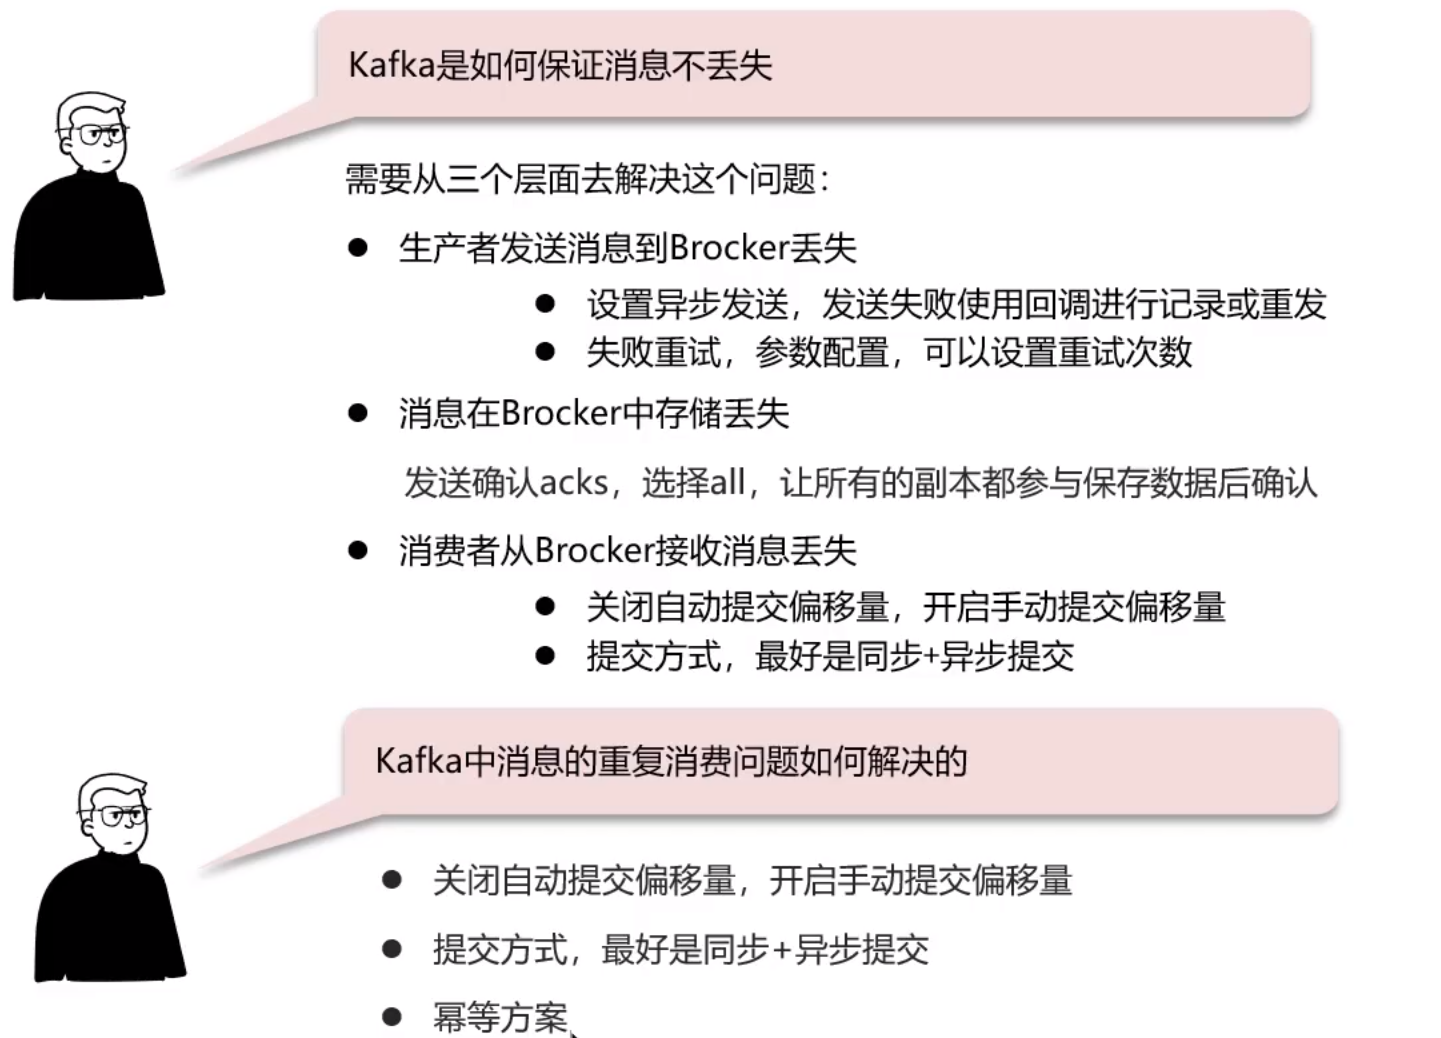 Kafka是如何保证消息不丢失
需要从三个层面去解决这个问题：
● 生产者发送消息到Brocker丢失
● 设置异步发送，发送失败使用回调进行记录或重发
● 失败重试，参数配置，可以设置重试次数
● 消息在Brocker中存储丢失
发送确认acks，选择all，让所有的副本都参与保存数据后确认
● 消费者从Brocker接收消息丢失
● 关闭自动提交偏移量，开启手动提交偏移量
● 提交方式，最好是同步+异步提交
Kafka中消息的重复消费问题如何解决的
● 关闭自动提交偏移量，开启手动提交偏移量
● 提交方式，最好是同步+异步提交
● 幂等方案